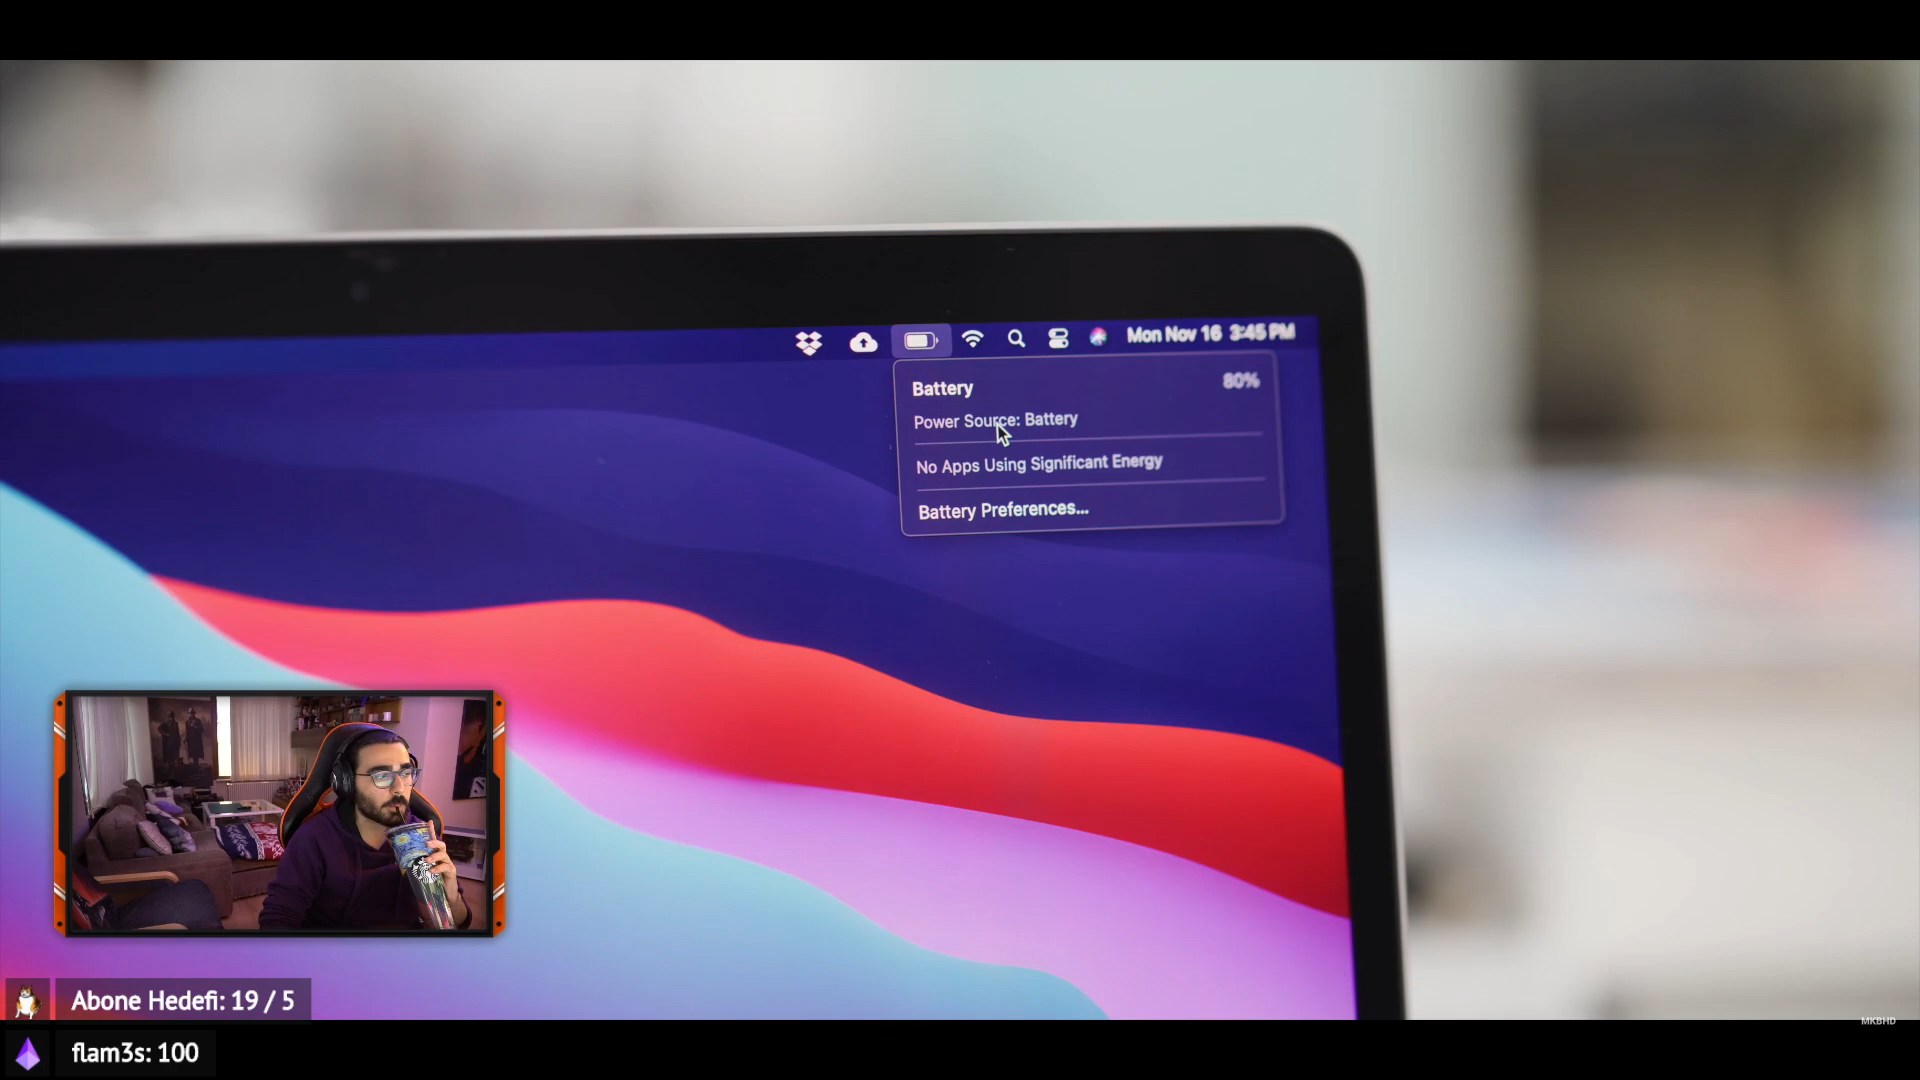 Mon Nov 16 3:45 PM
Battery 80%
Power Source: Battery
No Apps Using Significant Energy
Battery Preferences...
Abone Hedefi: 19 / 5
flam3s: 100
MKBHD